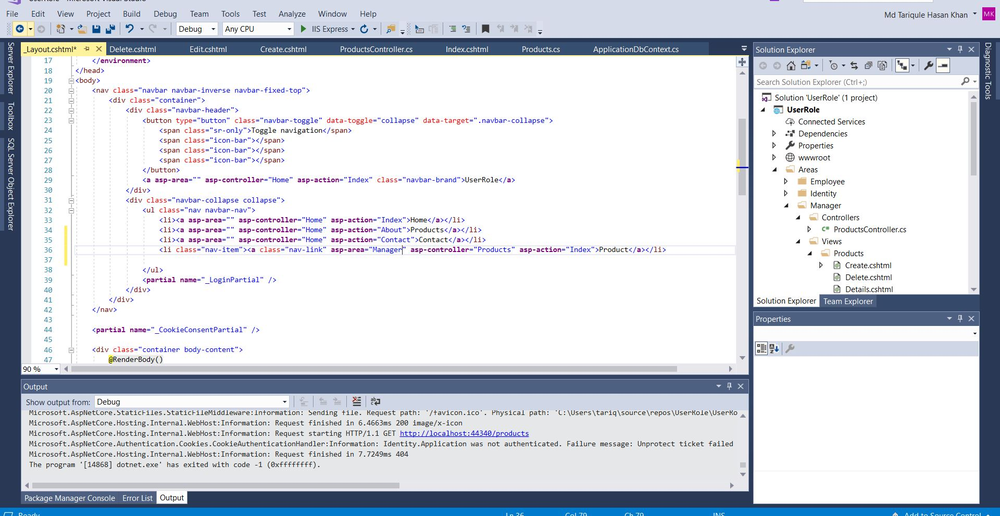 UserRole - Microsoft Visual Studio
File Edit View Project Build Debug Team Tools Test Analyze Window Help
Md Tariqule Hasan Khan MK
Debug Any CPU IIS Express
Server Explorer
Toolbox
SQL Server Object Explorer
_Layout.cshtml* Delete.cshtml Edit.cshtml Create.cshtml ProductsController.cs Index.cshtml Products.cs ApplicationDbContext.cs
17 </environment>
18 </head>
19 <body>
20 <nav class="navbar navbar-inverse navbar-fixed-top">
21 <div class="container">
22 <div class="navbar-header">
23 <button type="button" class="navbar-toggle" data-toggle="collapse" data-target=".navbar-collapse">
24 <span class="sr-only">Toggle navigation</span>
25 <span class="icon-bar"></span>
26 <span class="icon-bar"></span>
27 <span class="icon-bar"></span>
28 </button>
29 <a asp-area="" asp-controller="Home" asp-action="Index" class="navbar-brand">UserRole</a>
30 </div>
31 <div class="navbar-collapse collapse">
32 <ul class="nav navbar-nav">
33 <li><a asp-area="" asp-controller="Home" asp-action="Index">Home</a></li>
34 <li><a asp-area="" asp-controller="Home" asp-action="About">Products</a></li>
35 <li><a asp-area="" asp-controller="Home" asp-action="Contact">Contact</a></li>
36 <li class="nav-item"><a class="nav-link" asp-area="Manager" asp-controller="Products" asp-action="Index">Product</a></li>
37
38 </ul>
39 <partial name="_LoginPartial" />
40 </div>
41 </div>
42 </nav>
43
44 <partial name="_CookieConsentPartial" />
45
46 <div class="container body-content">
47 @RenderBody()
90 %
Output
Show output from: Debug
Microsoft.AspNetCore.StaticFiles.StaticFileMiddleware:Information: Sending file. Request path: '/favicon.ico'. Physical path: 'C:\Users\tariq\source\repos\UserRole\UserRo
Microsoft.AspNetCore.Hosting.Internal.WebHost:Information: Request finished in 6.4663ms 200 image/x-icon
Microsoft.AspNetCore.Hosting.Internal.WebHost:Information: Request starting HTTP/1.1 GET http://localhost:44340/products
Microsoft.AspNetCore.Authentication.Cookies.CookieAuthenticationHandler:Information: Identity.Application was not authenticated. Failure message: Unprotect ticket failed
Microsoft.AspNetCore.Hosting.Internal.WebHost:Information: Request finished in 7.7249ms 404
The program '[14868] dotnet.exe' has exited with code -1 (0xffffffff).
Package Manager Console Error List Output
Solution Explorer
Search Solution Explorer (Ctrl+;)
Solution 'UserRole' (1 project)
UserRole
Connected Services
Dependencies
Properties
wwwroot
Areas
Employee
Identity
Manager
Controllers
C# ProductsController.cs
Views
Products
Create.cshtml
Delete.cshtml
Details.cshtml
Solution Explorer Team Explorer
Properties
Diagnostic Tools
Ready Ln 36 Col 79 Ch 79 INS Add to Source Control